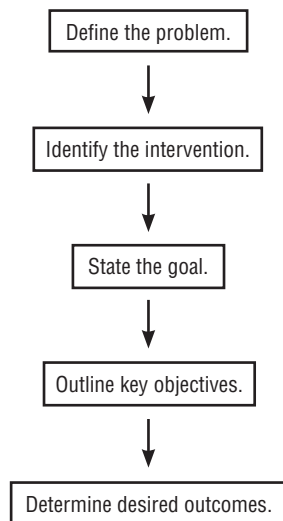 Define the problem.
Identify the intervention.
State the goal.
Outline key objectives.
Determine desired outcomes.